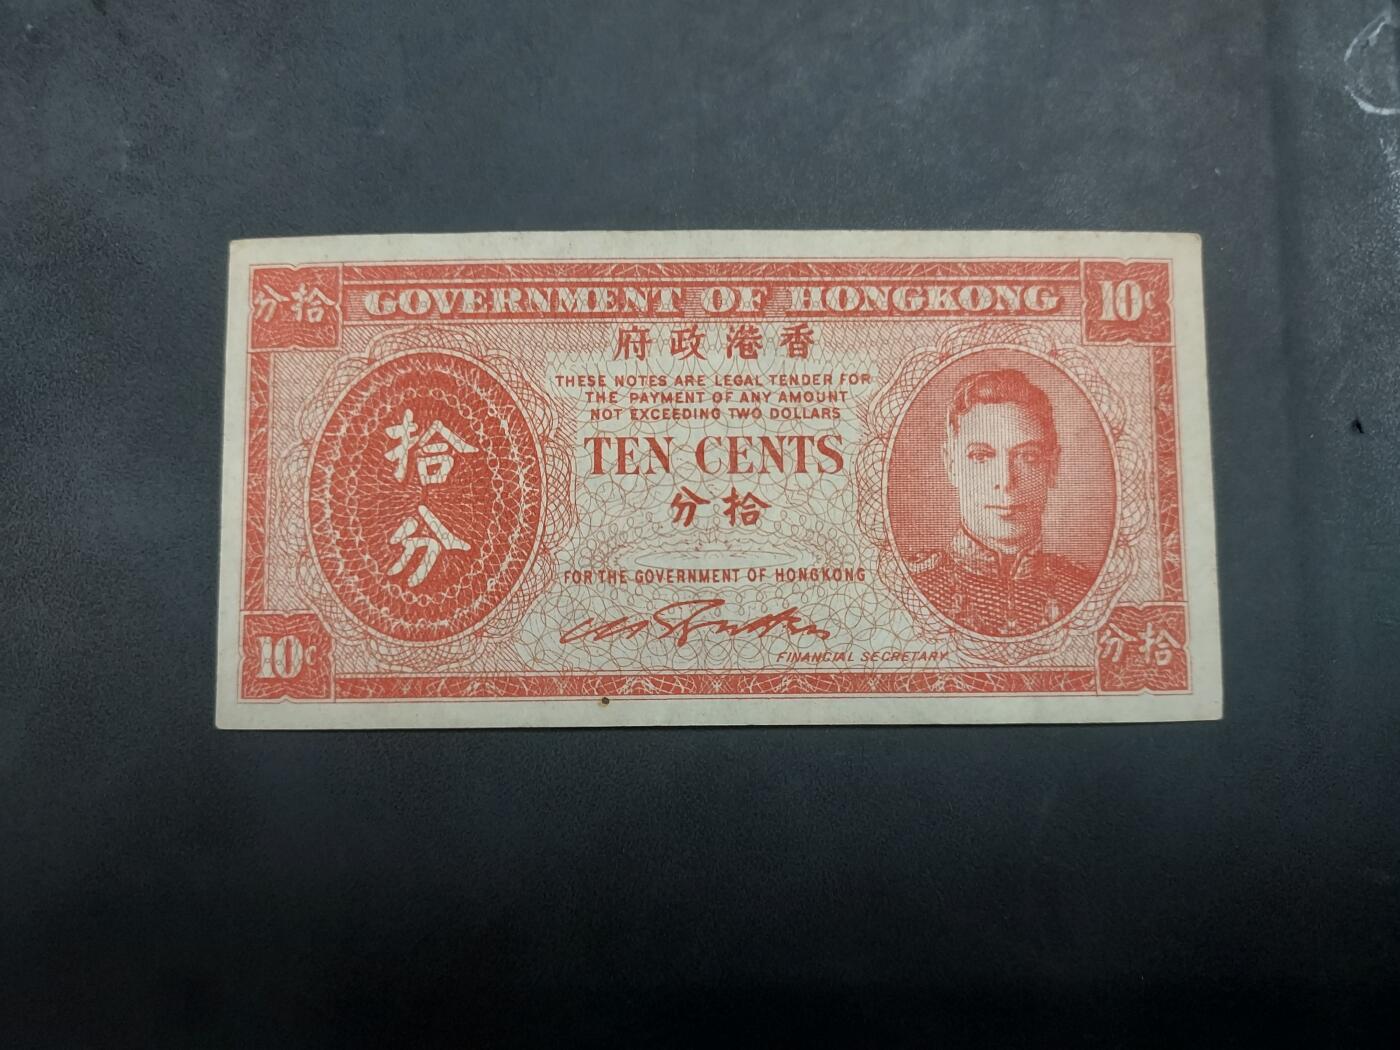 分拾 GOVERNMENT OF HONGKONG 10c
府政港香
THESE NOTES ARE LEGAL TENDER FOR
THE PAYMENT OF ANY AMOUNT
NOT EXCEEDING TWO DOLLARS
拾
分
TEN CENTS
分拾
FOR THE GOVERNMENT OF HONGKONG
FINANCIAL SECRETARY
10c 分拾